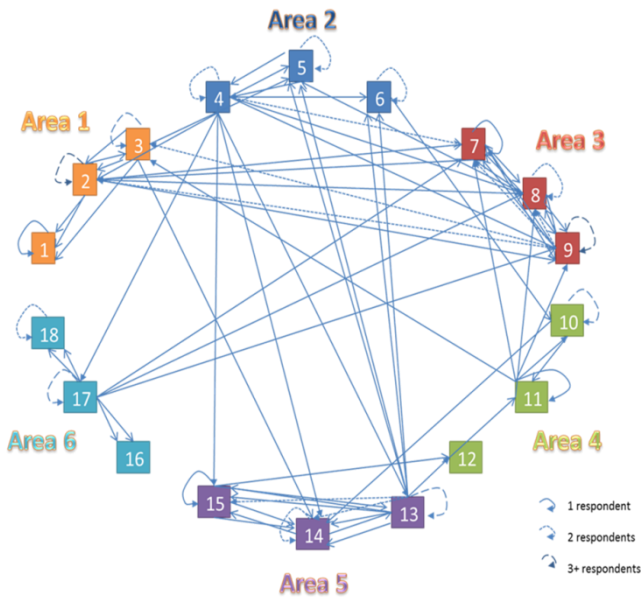 Area 2
5
4
6
Area 1
3
7
Area 3
2
8
1
9
18
10
17
11
Area 6
16
12
Area 4
15
13
14
1 respondent
2 respondents
3+ respondents
Area 5